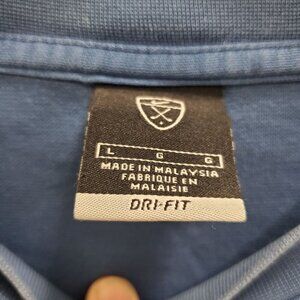 L G G
MADE IN MALAYSIA
FABRIQUE EN
MALAISIE
DRI-FIT